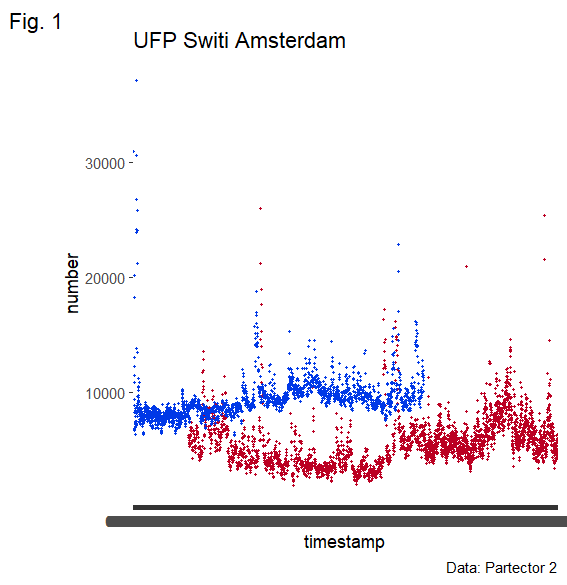 Fig. 1
UFP Switi Amsterdam
30000
20000
10000
number
timestamp
Data: Partector 2